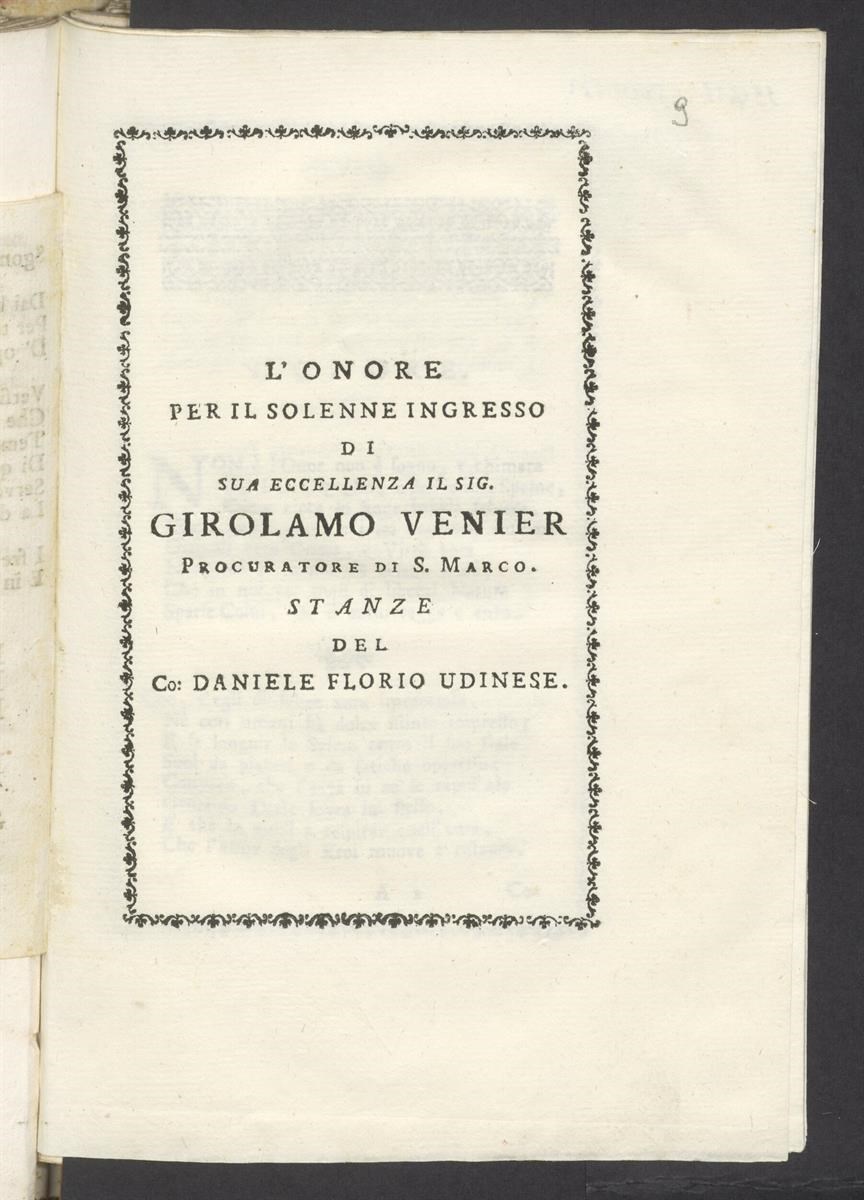 9
L' ONORE
PER IL SOLENNE INGRESSO
DI
SUA ECCELLENZA IL SIG.
GIROLAMO VENIER
PROCURATORE DI S. MARCO.
STANZE
DEL
Co: DANIELE FLORIO UDINESE.